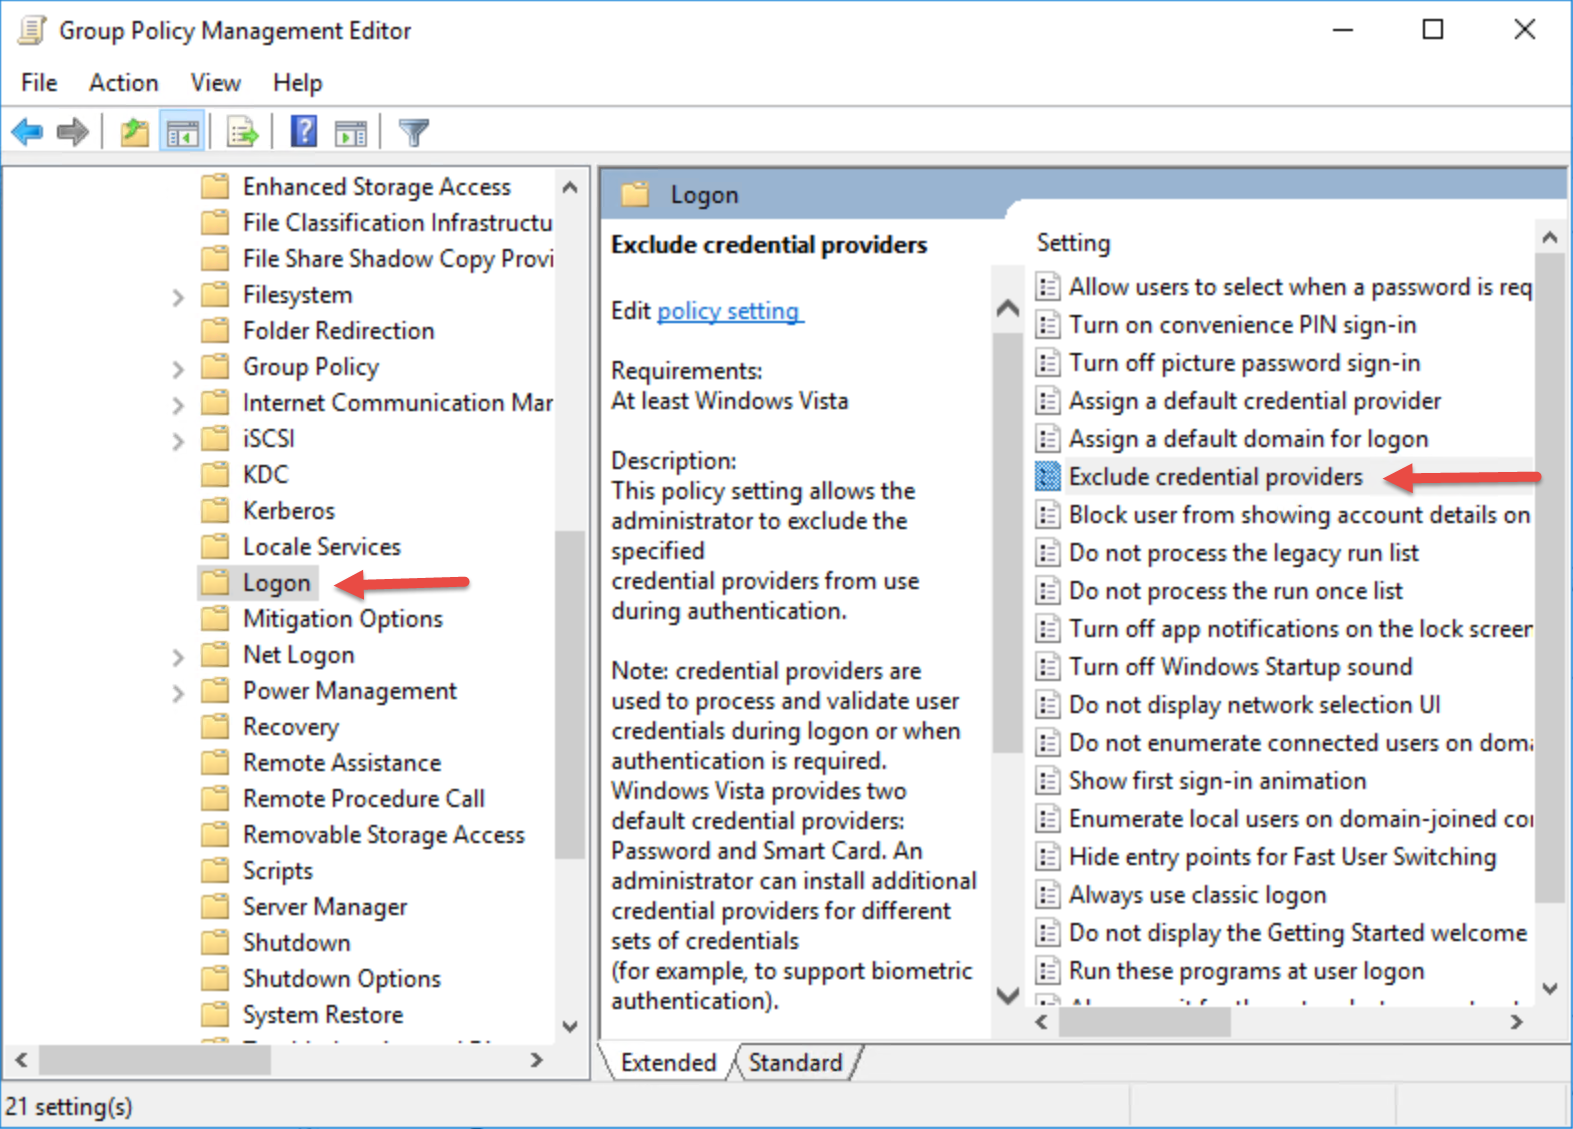 Group Policy Management Editor
File Action View Help
Enhanced Storage Access
File Classification Infrastructu
File Share Shadow Copy Provi
Filesystem
Folder Redirection
Group Policy
Internet Communication Mar
iSCSI
KDC
Kerberos
Locale Services
Logon
Mitigation Options
Net Logon
Power Management
Recovery
Remote Assistance
Remote Procedure Call
Removable Storage Access
Scripts
Server Manager
Shutdown
Shutdown Options
System Restore
Logon
Exclude credential providers
Edit policy setting
Requirements:
At least Windows Vista
Description:
This policy setting allows the
administrator to exclude the
specified
credential providers from use
during authentication.
Note: credential providers are
used to process and validate user
credentials during logon or when
authentication is required.
Windows Vista provides two
default credential providers:
Password and Smart Card. An
administrator can install additional
credential providers for different
sets of credentials
(for example, to support biometric
authentication).
Setting
Allow users to select when a password is req
Turn on convenience PIN sign-in
Turn off picture password sign-in
Assign a default credential provider
Assign a default domain for logon
Exclude credential providers
Block user from showing account details on
Do not process the legacy run list
Do not process the run once list
Turn off app notifications on the lock screen
Turn off Windows Startup sound
Do not display network selection UI
Do not enumerate connected users on doma
Show first sign-in animation
Enumerate local users on domain-joined co
Hide entry points for Fast User Switching
Always use classic logon
Do not display the Getting Started welcome
Run these programs at user logon
Extended Standard
21 setting(s)